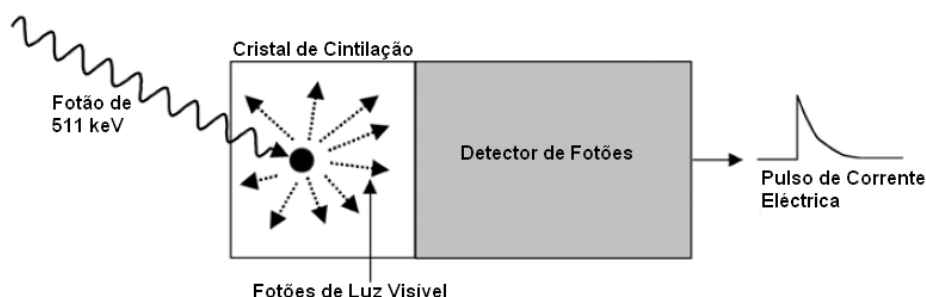 Cristal de Cintilação
Fotão de
511 keV
Detector de Fotões
Pulso de Corrente
Eléctrica
Fotões de Luz Visível